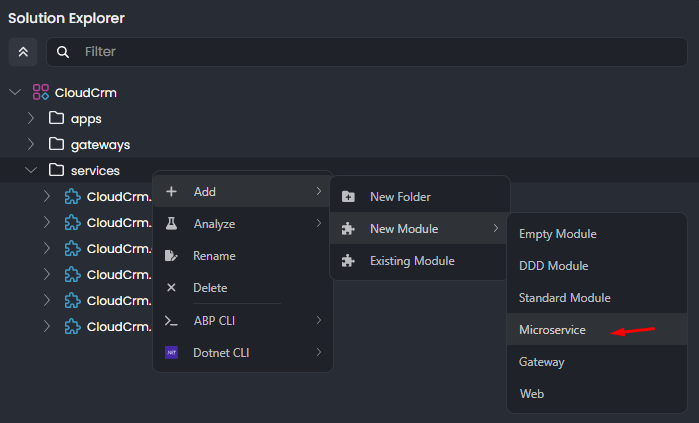 Solution Explorer
Filter
CloudCrm
apps
gateways
services
CloudCrm.
CloudCrm.
CloudCrm.
CloudCrm.
CloudCrm.
CloudCrm.
Add
Analyze
Rename
Delete
ABP CLI
.NET
Dotnet CLI
New Folder
New Module
Existing Module
Empty Module
DDD Module
Standard Module
Microservice
Gateway
Web